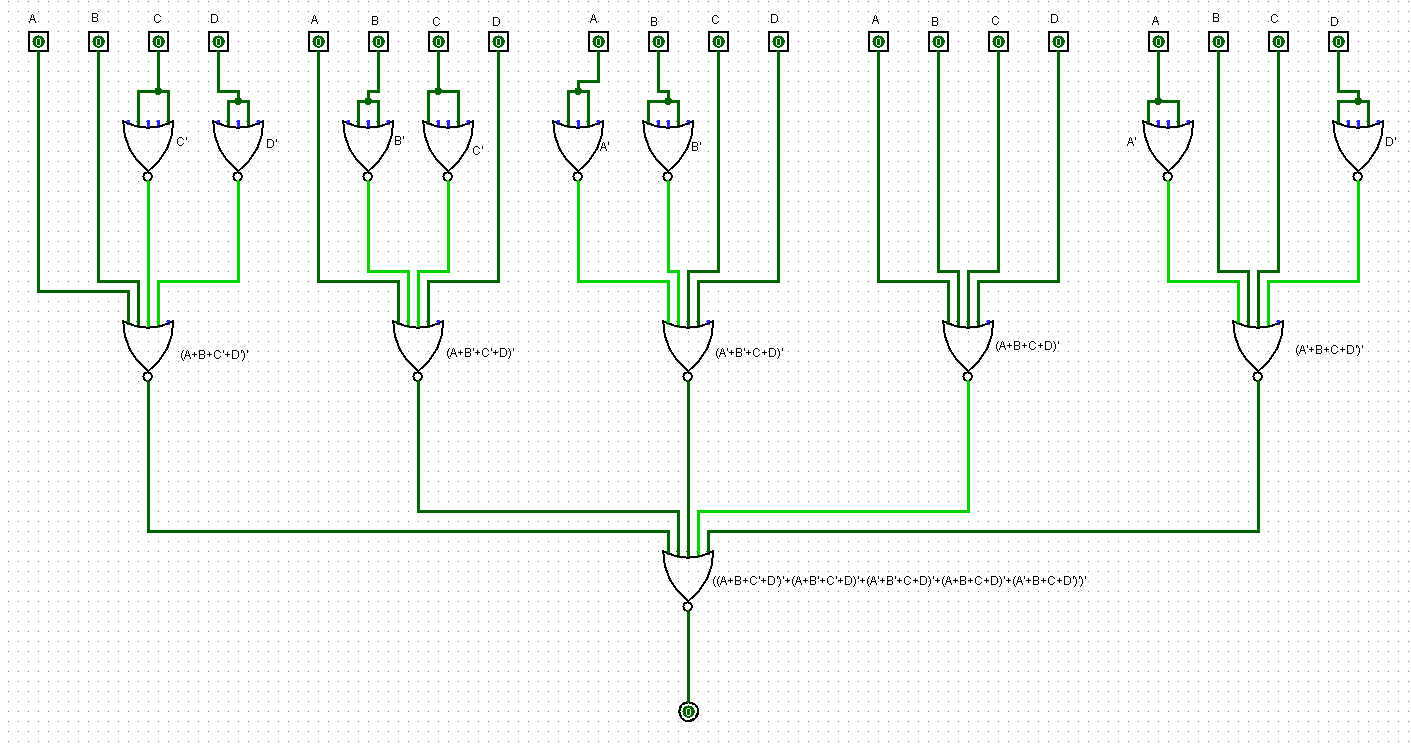 A B C D A B C D A B C D A B C D A B C D
0 0 0 0 0 0 0 0 0 0 0 0 0 0 0 0 0 0 0 0
C' D' B' C' A' B' A' D'
(A+B+C'+D')' (A+B'+C'+D)' (A'+B'+C+D)' (A+B+C+D)' (A'+B+C+D')'
((A+B+C'+D')'+(A+B'+C'+D)'+(A'+B'+C+D)'+(A+B+C+D)'+(A'+B+C+D')')'
0